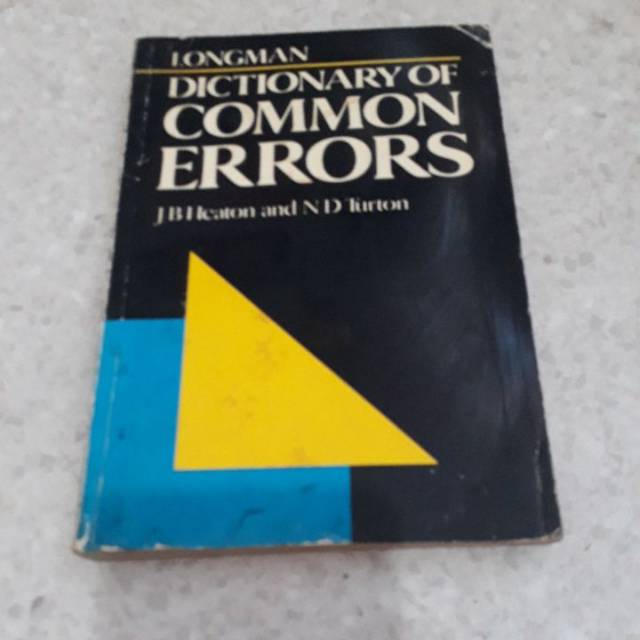 LONGMAN
DICTIONARY OF
COMMON
ERRORS
J B Heaton and N D Turton